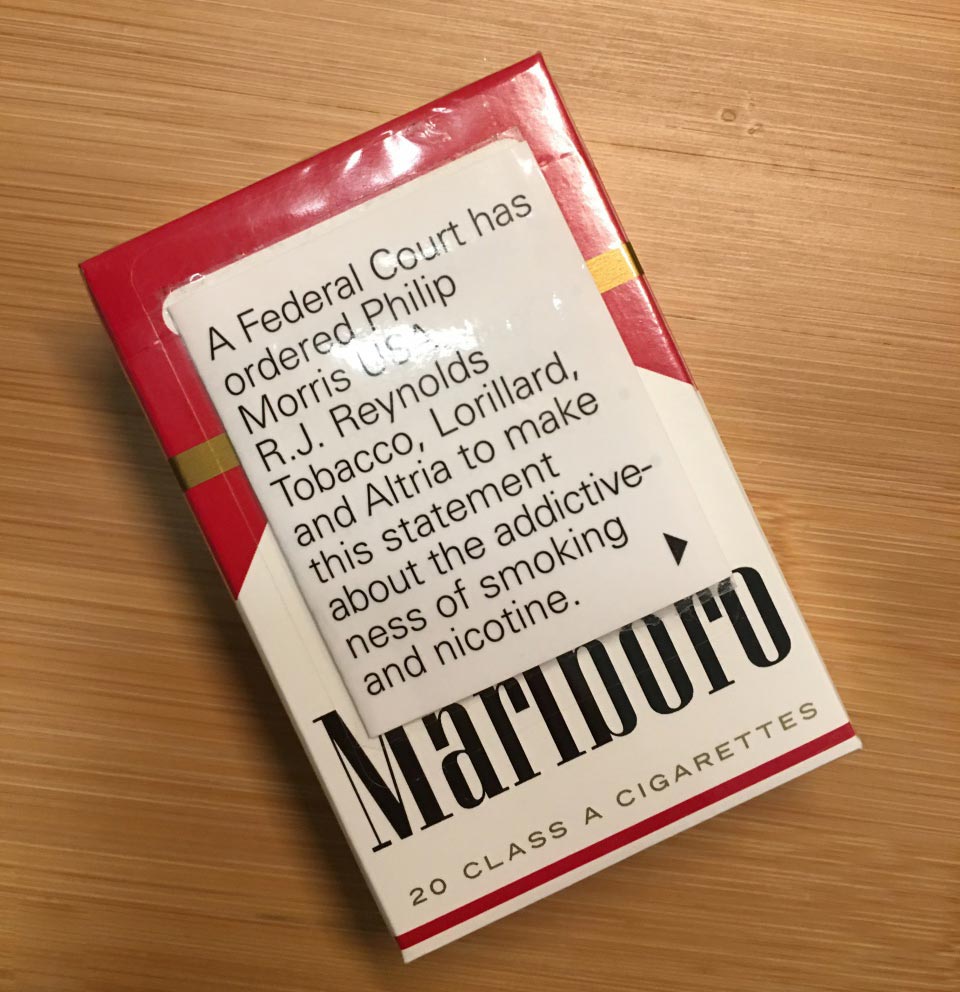 A Federal Court has
ordered Philip
Morris USA,
R.J. Reynolds
Tobacco, Lorillard,
and Altria to make
this statement
about the addictive-
ness of smoking
and nicotine.
Marlboro
20 CLASS A CIGARETTES